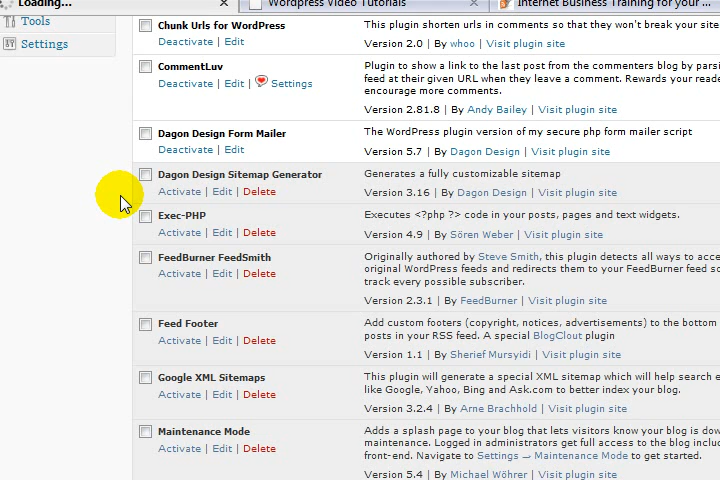 Loading... x Wordpress Video Tutorials x Internet Business Training for your ...
Tools
Settings
Chunk Urls for WordPress
Deactivate | Edit
This plugin shorten urls in comments so that they won't break your site
Version 2.0 | By whoo | Visit plugin site
CommentLuv
Deactivate | Edit | Settings
Plugin to show a link to the last post from the commenters blog by parsi
feed at their given URL when they leave a comment. Rewards your reade
encourage more comments.
Version 2.81.8 | By Andy Bailey | Visit plugin site
Dagon Design Form Mailer
Deactivate | Edit
The WordPress plugin version of my secure php form mailer script
Version 5.7 | By Dagon Design | Visit plugin site
Dagon Design Sitemap Generator
Activate | Edit | Delete
Generates a fully customizable sitemap
Version 3.16 | By Dagon Design | Visit plugin site
Exec-PHP
Activate | Edit | Delete
Executes <?php ?> code in your posts, pages and text widgets.
Version 4.9 | By Sören Weber | Visit plugin site
FeedBurner FeedSmith
Activate | Edit | Delete
Originally authored by Steve Smith, this plugin detects all ways to acce
original WordPress feeds and redirects them to your FeedBurner feed so
track every possible subscriber.
Version 2.3.1 | By FeedBurner | Visit plugin site
Feed Footer
Activate | Edit | Delete
Add custom footers (copyright, notices, advertisements) to the bottom
posts in your RSS feed. A special BlogClout plugin
Version 1.1 | By Sherief Mursyidi | Visit plugin site
Google XML Sitemaps
Activate | Edit | Delete
This plugin will generate a special XML sitemap which will help search e
like Google, Yahoo, Bing and Ask.com to better index your blog.
Version 3.2.4 | By Arne Brachhold | Visit plugin site
Maintenance Mode
Activate | Edit | Delete
Adds a splash page to your blog that lets visitors know your blog is dow
maintenance. Logged in administrators get full access to the blog includ
front-end. Navigate to Settings → Maintenance Mode to get started.
Version 5.4 | By Michael Wöhrer | Visit plugin site